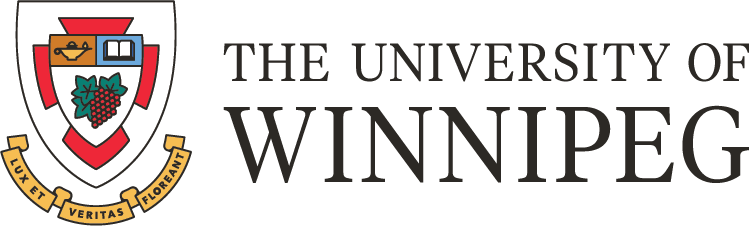 THE UNIVERSITY OF
WINNIPEG
LUX ET VERITAS FLOREANT